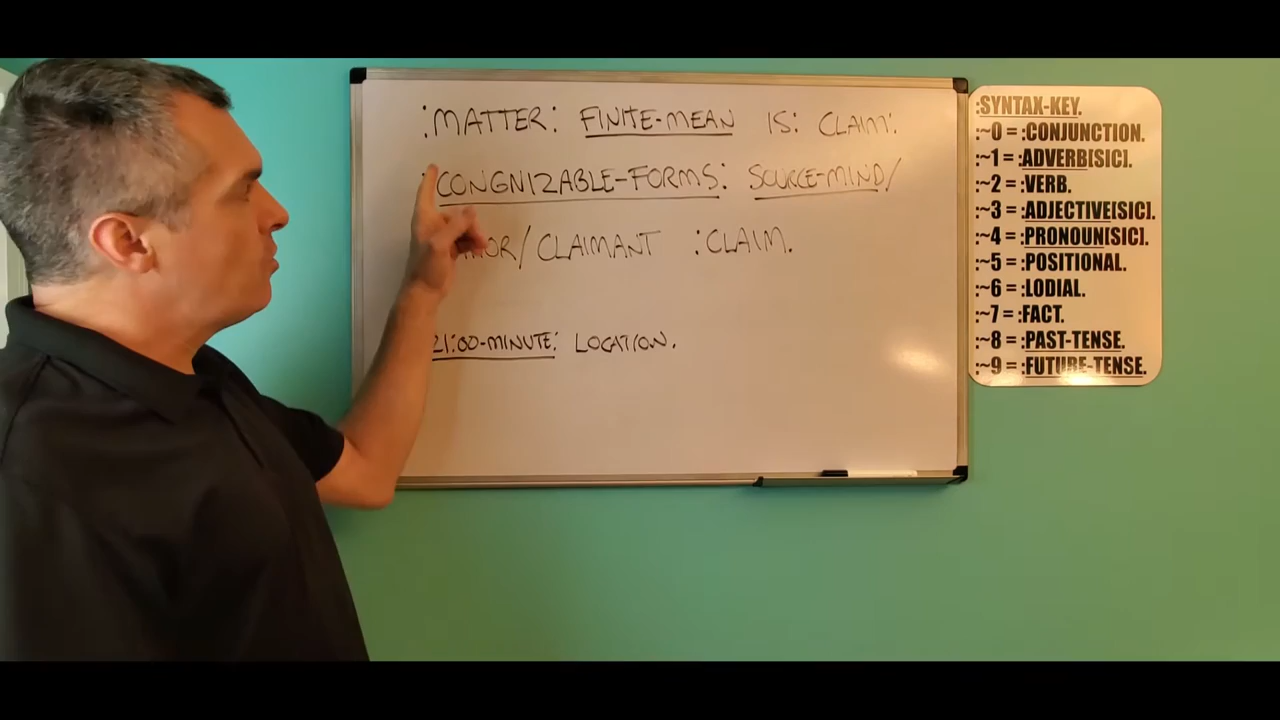 :MATTER: FINITE-MEAN IS: CLAIM:
:CONGNIZABLE-FORMS: SOURCE-MIND/
/CLAIMANT :CLAIM.
21:00-MINUTE: LOCATION.
:SYNTAX-KEY.
:~0 = :CONJUNCTION.
:~1 = :ADVERB[SIC].
:~2 = :VERB.
:~3 = :ADJECTIVE[SIC].
:~4 = :PRONOUN[SIC].
:~5 = :POSITIONAL.
:~6 = :LODIAL.
:~7 = :FACT.
:~8 = :PAST-TENSE.
:~9 = :FUTURE-TENSE.